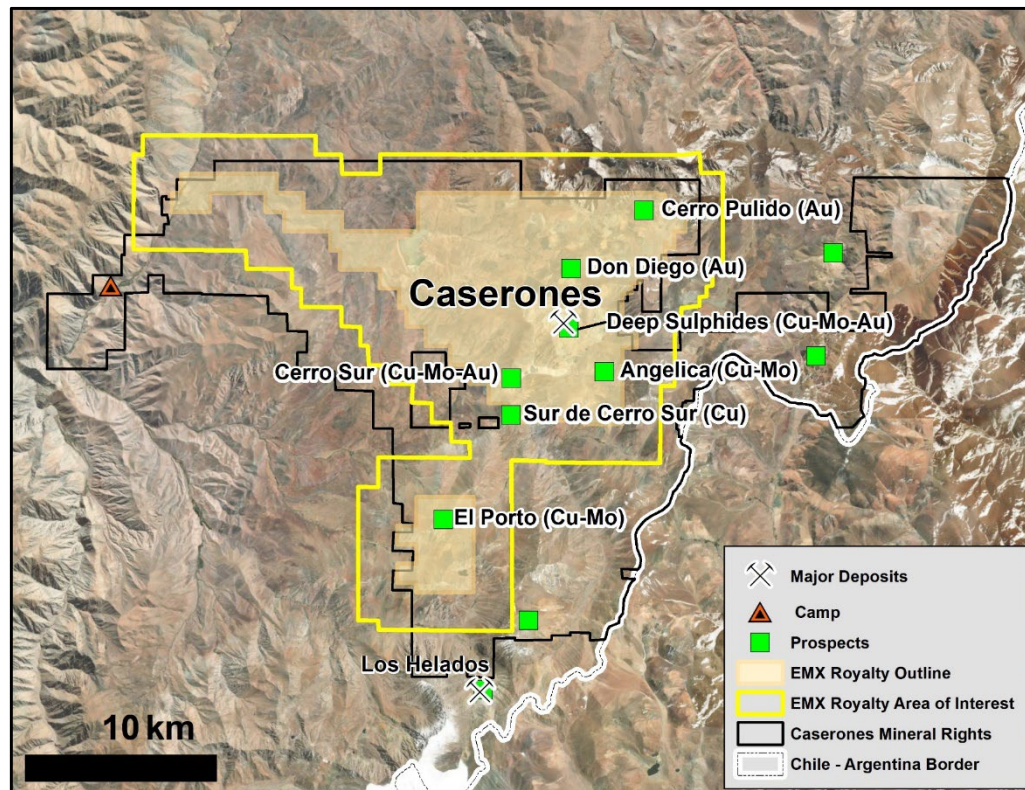 Cerro Pulido (Au)
Don Diego (Au)
Caserones
Deep Sulphides (Cu-Mo-Au)
Cerro Sur (Cu-Mo-Au)
Angelica (Cu-Mo)
Sur de Cerro Sur (Cu)
El Porto (Cu-Mo)
Los Helados
10 km
Major Deposits
Camp
Prospects
EMX Royalty Outline
EMX Royalty Area of Interest
Caserones Mineral Rights
Chile - Argentina Border